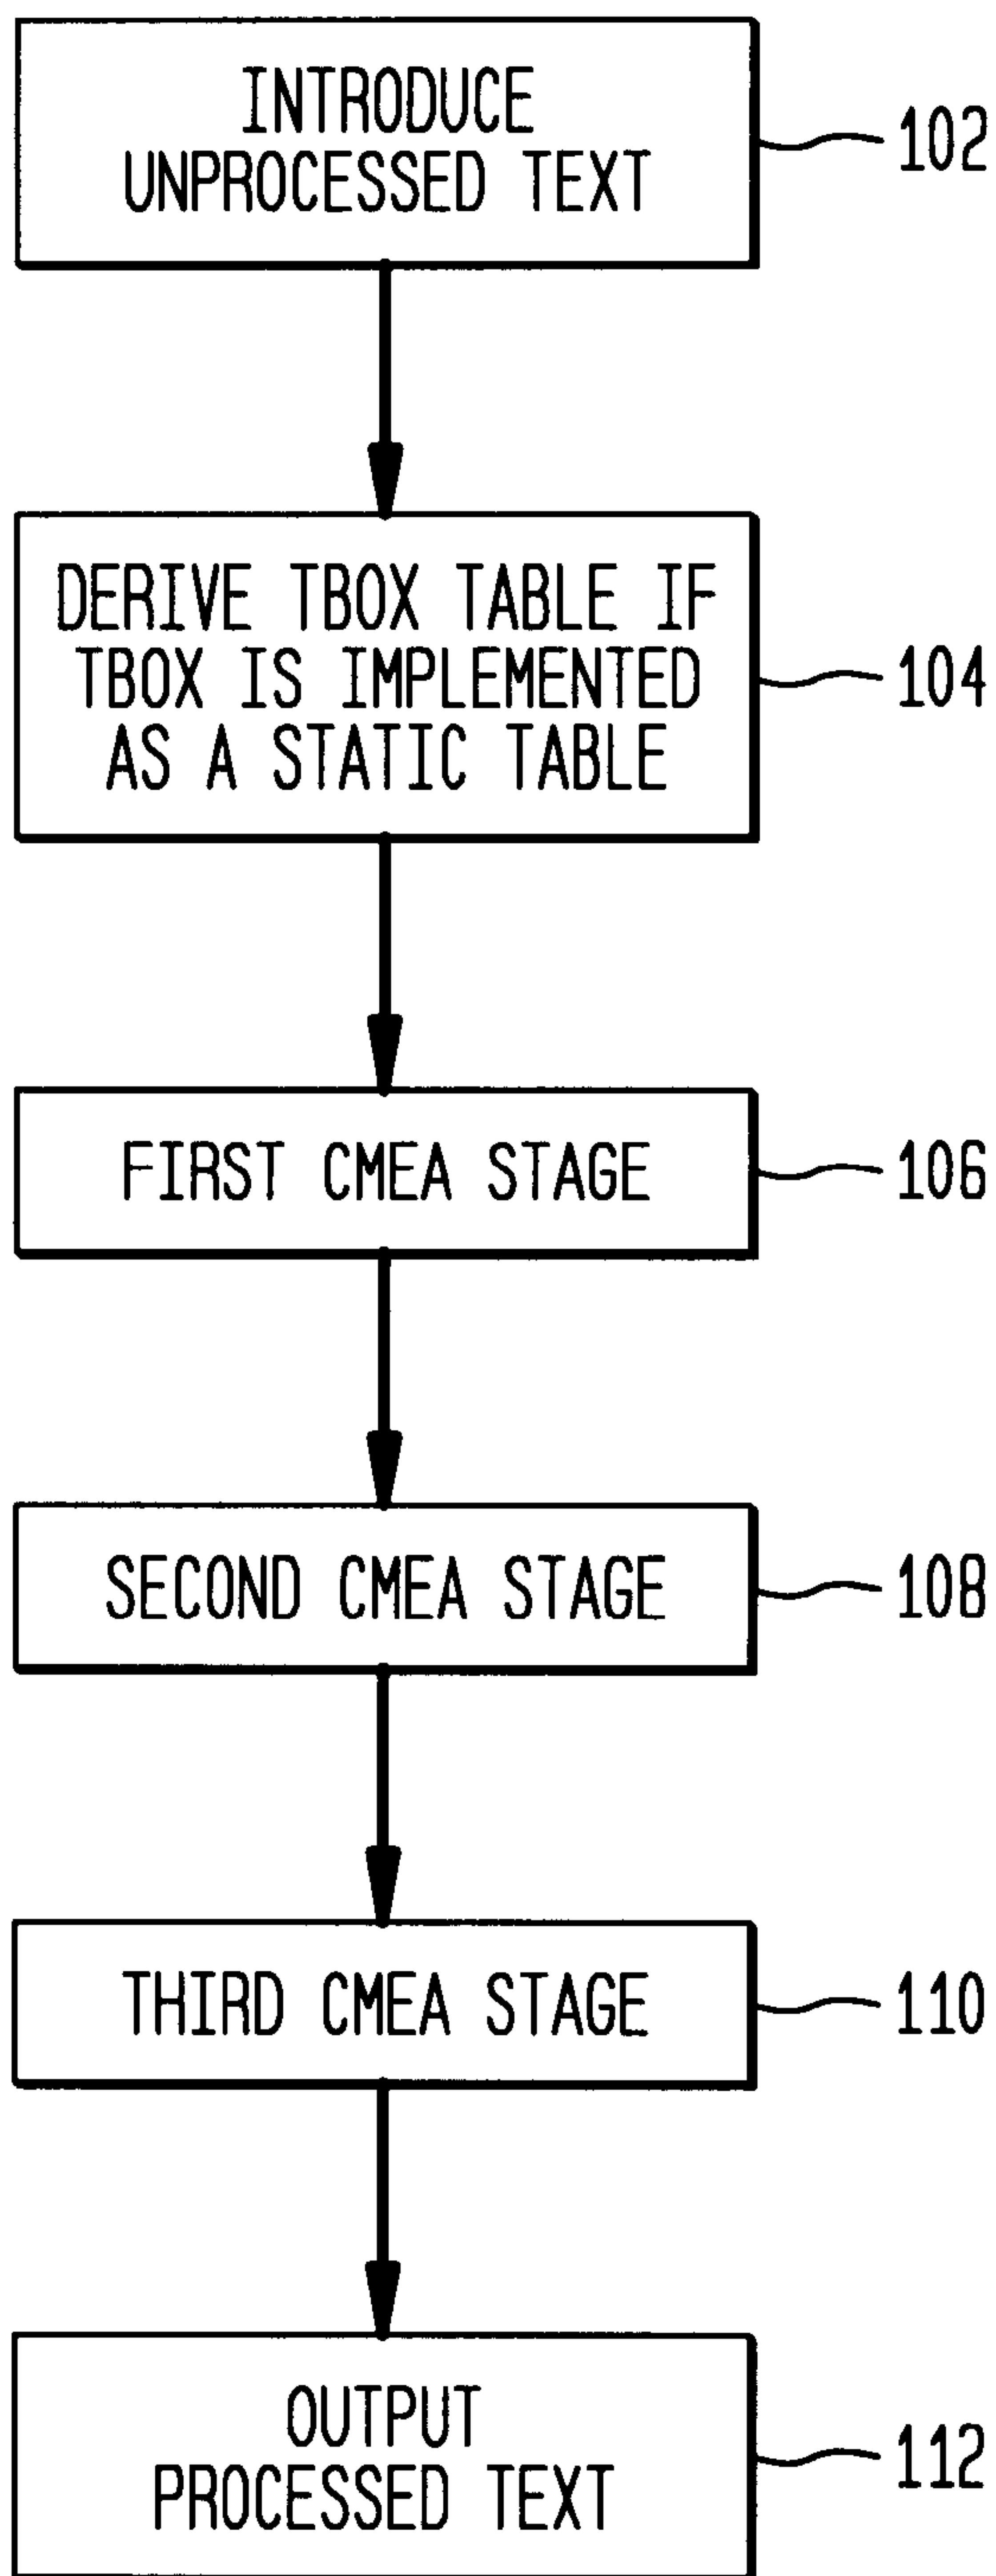 INTRODUCE
UNPROCESSED TEXT
102
DERIVE TBOX TABLE IF
TBOX IS IMPLEMENTED
AS A STATIC TABLE
104
FIRST CMEA STAGE
106
SECOND CMEA STAGE
108
THIRD CMEA STAGE
110
OUTPUT
PROCESSED TEXT
112